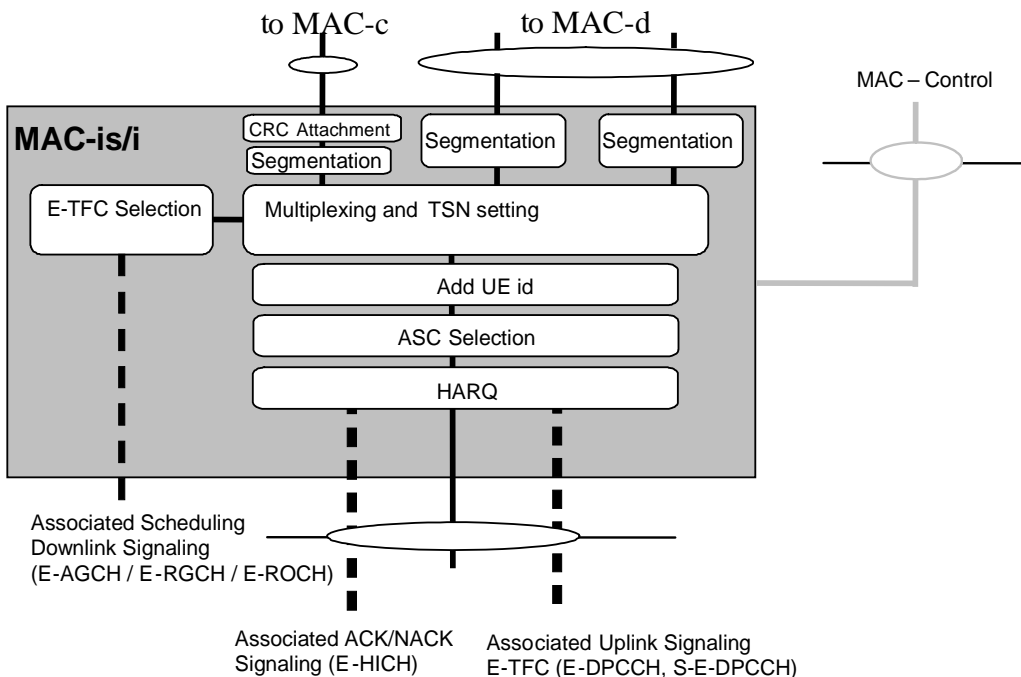 to MAC-c
to MAC-d
MAC – Control
MAC-is/i
CRC Attachment
Segmentation
Segmentation
Segmentation
E-TFC Selection
Multiplexing and TSN setting
Add UE id
ASC Selection
HARQ
Associated Scheduling
Downlink Signaling
(E-AGCH / E-RGCH / E-ROCH)
Associated ACK/NACK
Signaling (E-HICH)
Associated Uplink Signaling
E-TFC (E-DPCCH, S-E-DPCCH)